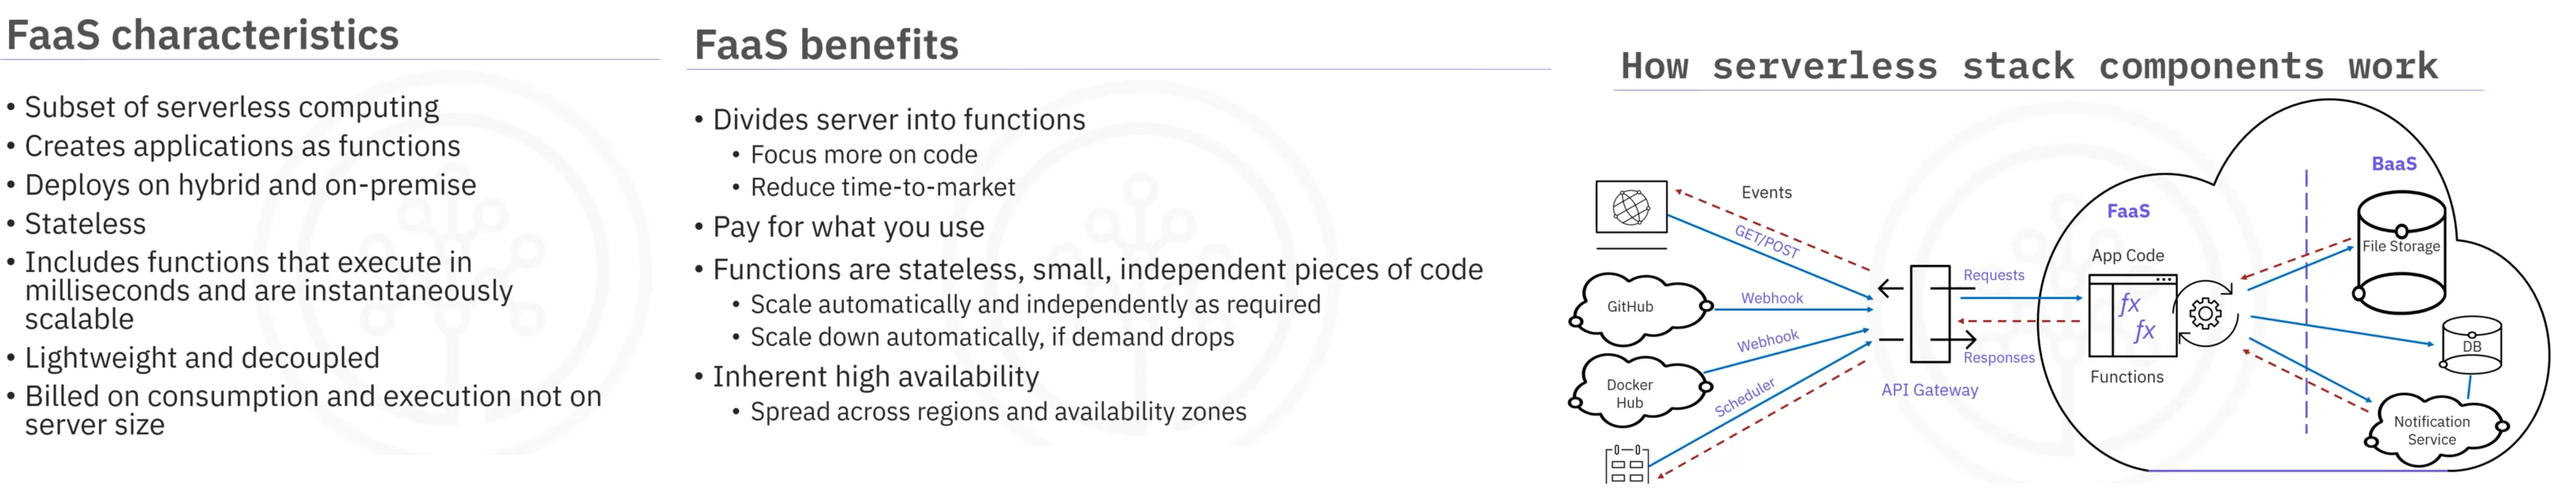 FaaS characteristics
• Subset of serverless computing
• Creates applications as functions
• Deploys on hybrid and on-premise
• Stateless
• Includes functions that execute in
milliseconds and are instantaneously
scalable
• Lightweight and decoupled
• Billed on consumption and execution not on
server size
FaaS benefits
• Divides server into functions
• Focus more on code
• Reduce time-to-market
• Pay for what you use
• Functions are stateless, small, independent pieces of code
• Scale automatically and independently as required
• Scale down automatically, if demand drops
• Inherent high availability
• Spread across regions and availability zones
How serverless stack components work
Events
GET/POST
GitHub
Webhook
Docker
Hub
Webhook
Scheduler
API Gateway
Requests
Responses
FaaS
App Code
fx
fx
Functions
BaaS
File Storage
DB
Notification
Service